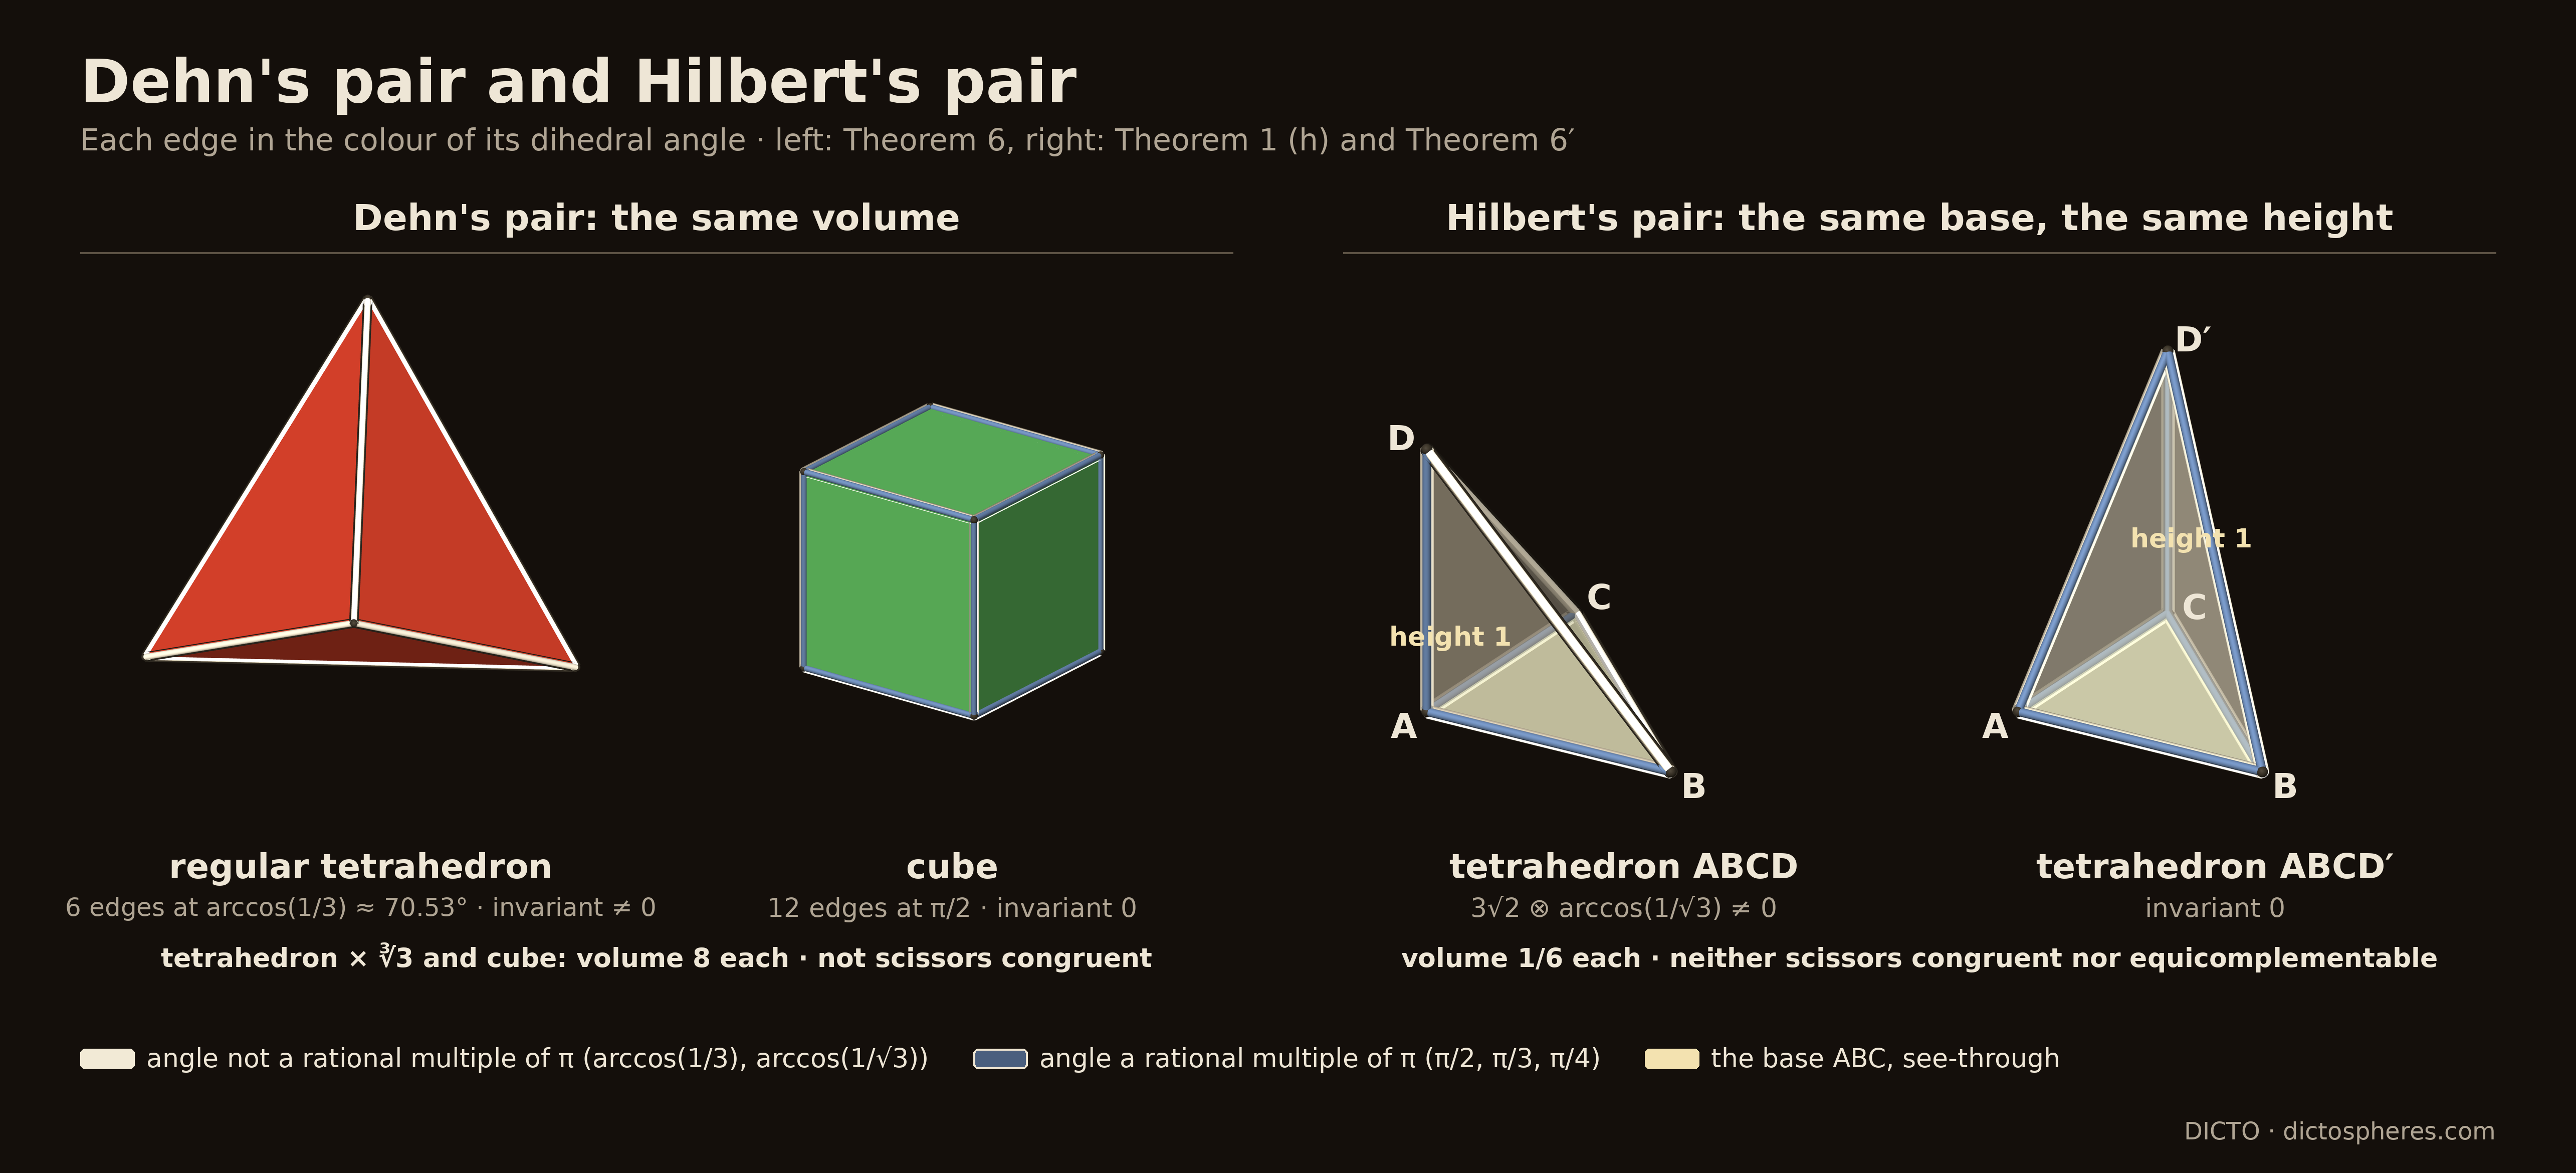 Dehn's pair and Hilbert's pair
Each edge in the colour of its dihedral angle · left: Theorem 6, right: Theorem 1 (h) and Theorem 6′
Dehn's pair: the same volume
Hilbert's pair: the same base, the same height
D′
D
height 1
C
C
height 1
A
A
B
B
regular tetrahedron
6 edges at arccos(1/3) ≈ 70.53° · invariant ≠ 0
cube
12 edges at π/2 · invariant 0
tetrahedron × ∛3 and cube: volume 8 each · not scissors congruent
tetrahedron ABCD
3√2 ⊗ arccos(1/√3) ≠ 0
tetrahedron ABCD′
invariant 0
volume 1/6 each · neither scissors congruent nor equicomplementable
angle not a rational multiple of π (arccos(1/3), arccos(1/√3))
angle a rational multiple of π (π/2, π/3, π/4)
the base ABC, see-through
DICTO · dictospheres.com